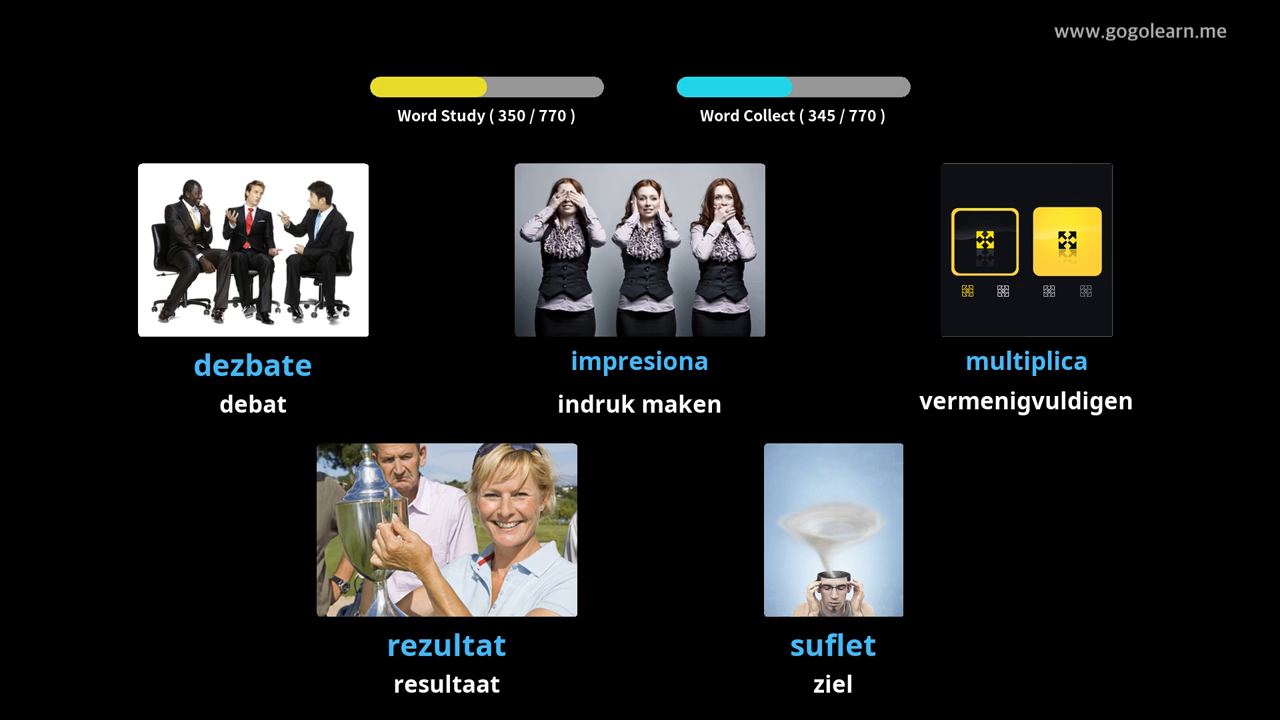 www.gogolearn.me
Word Study ( 350 / 770 )
Word Collect ( 345 / 770 )
dezbate
debat
impresiona
indruk maken
multiplica
vermenigvuldigen
rezultat
resultaat
suflet
ziel